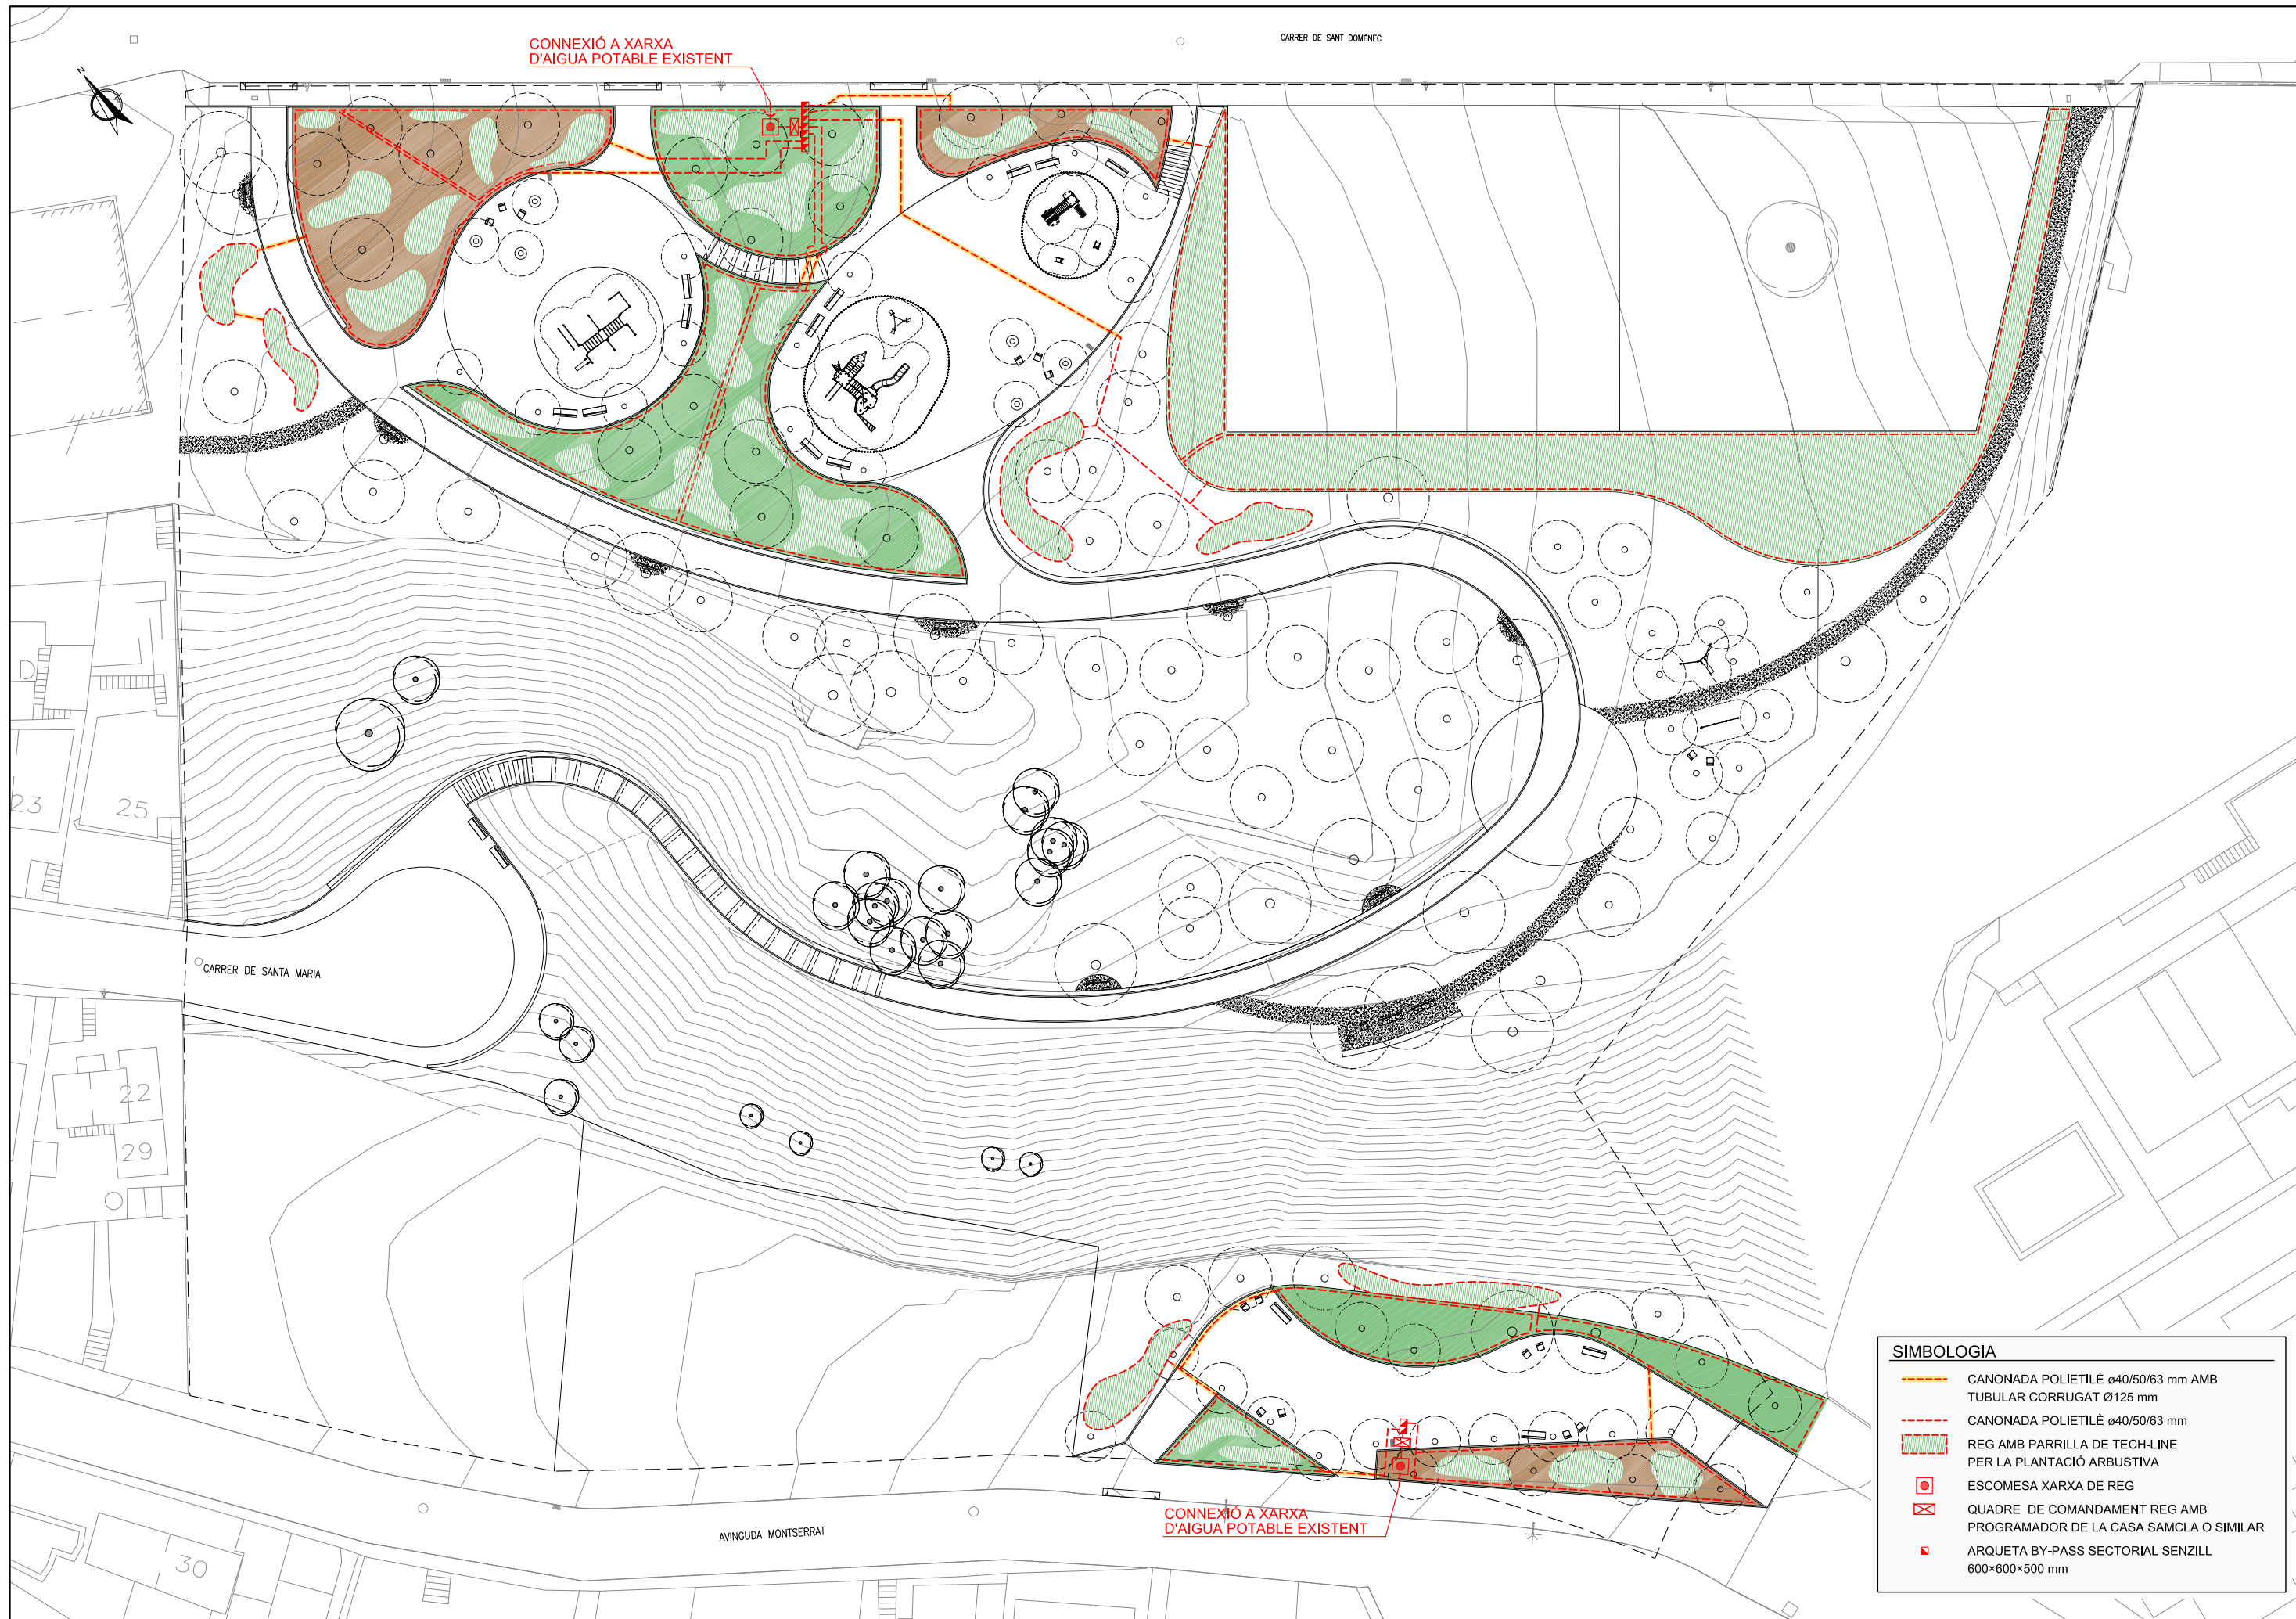 CONNEXIÓ A XARXA
D'AIGUA POTABLE EXISTENT
CARRER DE SANT DOMÈNEC
N
23
25
CARRER DE SANTA MARIA
22
29
30
AVINGUDA MONTSERRAT
CONNEXIÓ A XARXA
D'AIGUA POTABLE EXISTENT
SIMBOLOGIA
CANONADA POLIETILÈ ø40/50/63 mm AMB
TUBULAR CORRUGAT Ø125 mm
CANONADA POLIETILÈ ø40/50/63 mm
REG AMB PARRILLA DE TECH-LINE
PER LA PLANTACIÓ ARBUSTIVA
ESCOMESA XARXA DE REG
QUADRE DE COMANDAMENT REG AMB
PROGRAMADOR DE LA CASA SAMCLA O SIMILAR
ARQUETA BY-PASS SECTORIAL SENZILL
600×600×500 mm